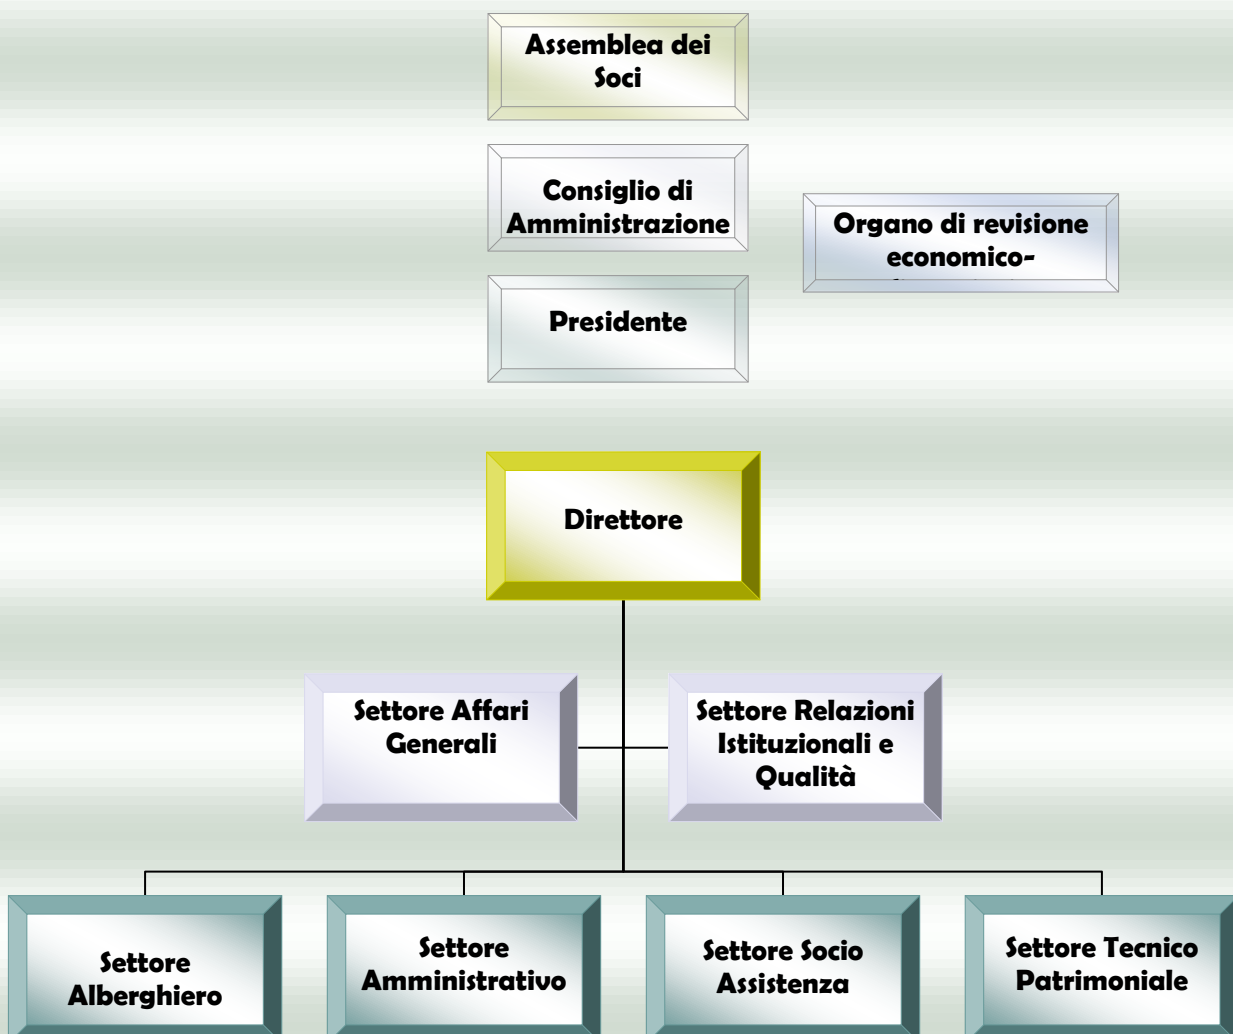 Assemblea dei
Soci
Consiglio di
Amministrazione
Organo di revisione
economico-
Presidente
Direttore
Settore Affari
Generali
Settore Relazioni
Istituzionali e
Qualità
Settore
Alberghiero
Settore
Amministrativo
Settore Socio
Assistenza
Settore Tecnico
Patrimoniale